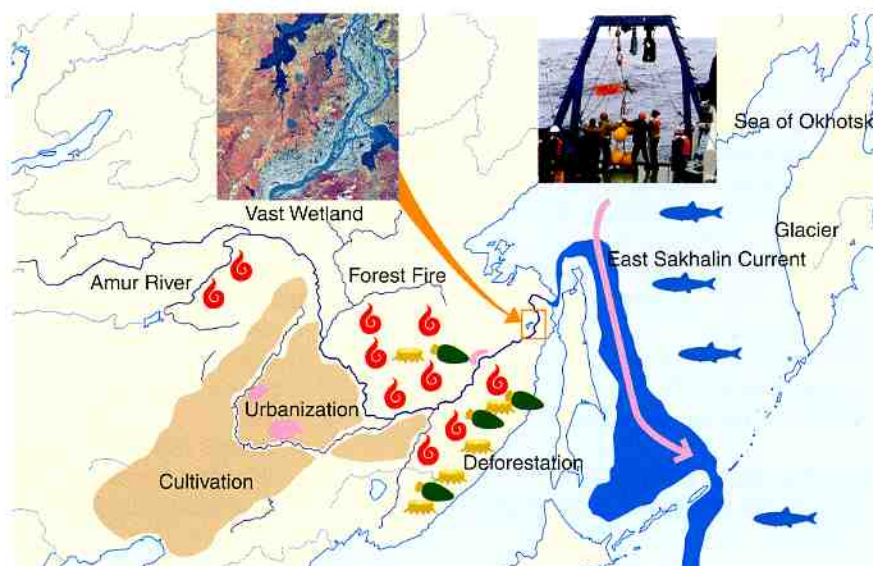 Sea of Okhotsk
Vast Wetland
Glacier
Amur River
Forest Fire
East Sakhalin Current
Urbanization
Cultivation
Deforestation